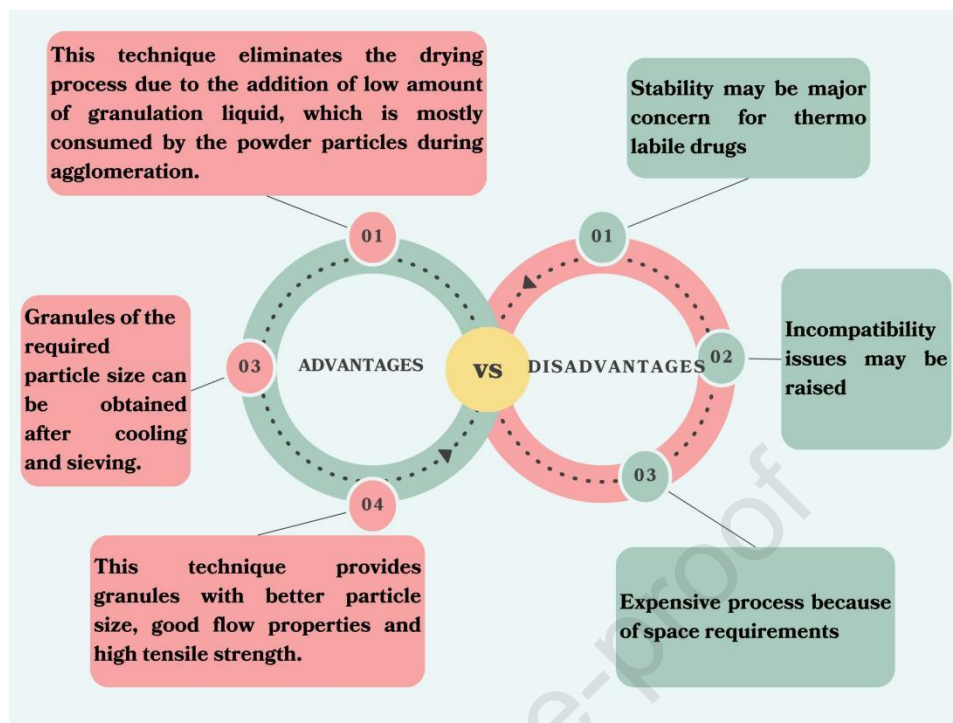 This technique eliminates the drying
process due to the addition of low amount
of granulation liquid, which is mostly
consumed by the powder particles during
agglomeration.
Stability may be major
concern for thermo
labile drugs
01
01
Granules of the
required
particle size can
be obtained
after cooling
and sieving.
03
ADVANTAGES
vs
DISADVANTAGES
02
Incompatibility
issues may be
raised
03
04
This technique provides
granules with better particle
size, good flow properties and
high tensile strength.
Expensive process because
of space requirements
e-proof